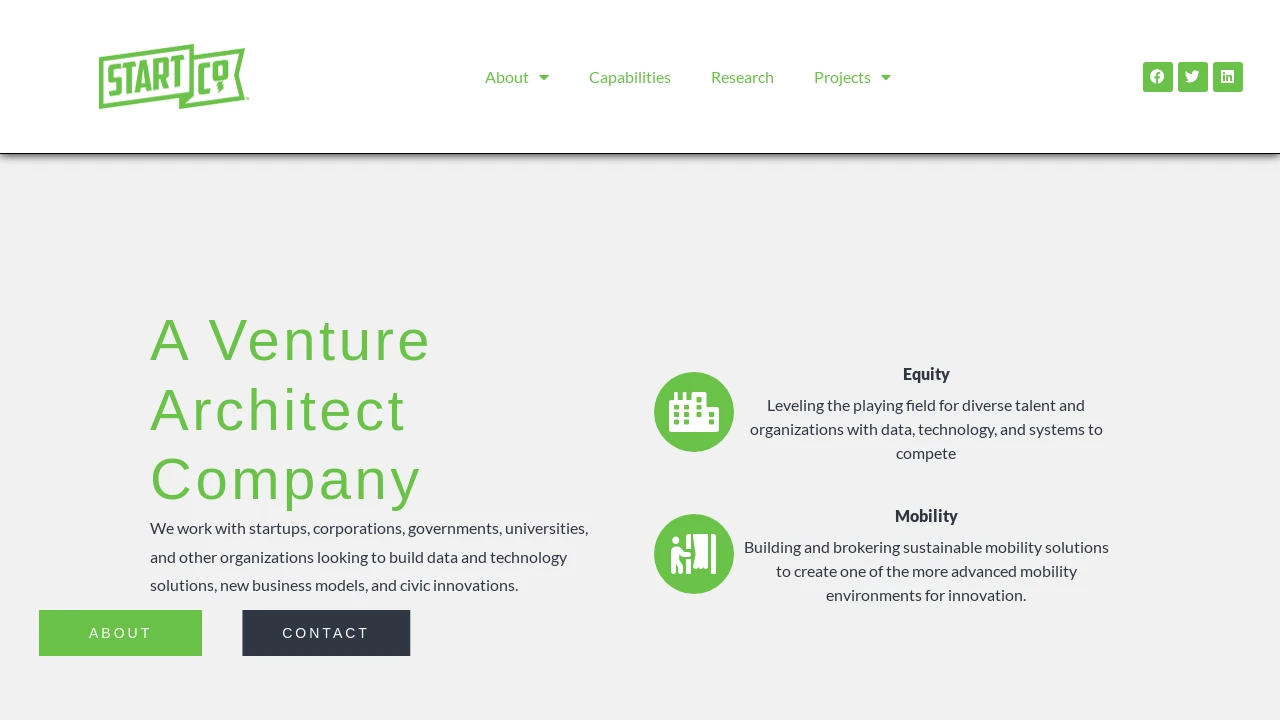 START CO
About
Capabilities
Research
Projects
A Venture
Architect
Company
We work with startups, corporations, governments, universities,
and other organizations looking to build data and technology
solutions, new business models, and civic innovations.
ABOUT
CONTACT
Equity
Leveling the playing field for diverse talent and
organizations with data, technology, and systems to
compete
Mobility
Building and brokering sustainable mobility solutions
to create one of the more advanced mobility
environments for innovation.